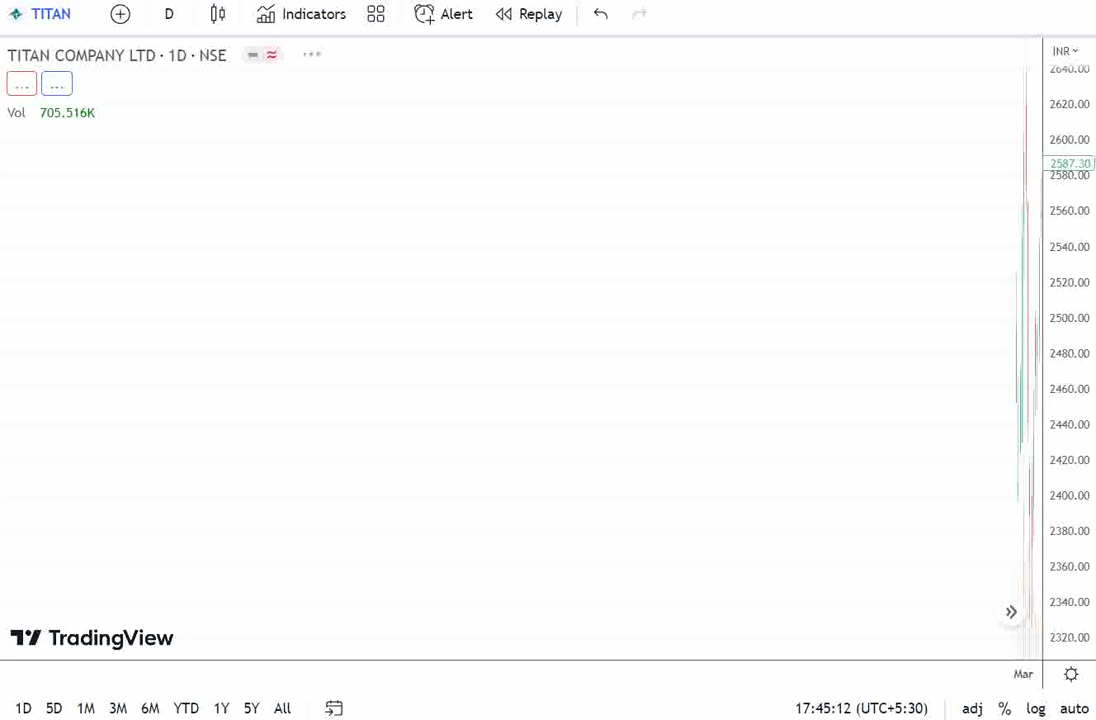 TITAN D Indicators Alert Replay
TITAN COMPANY LTD · 1D · NSE
... ...
Vol 705.516K
INR
2640.00
2620.00
2600.00
2587.30
2580.00
2560.00
2540.00
2520.00
2500.00
2480.00
2460.00
2440.00
2420.00
2400.00
2380.00
2360.00
2340.00
2320.00
TradingView
Mar
1D 5D 1M 3M 6M YTD 1Y 5Y All 17:45:12 (UTC+5:30) adj % log auto